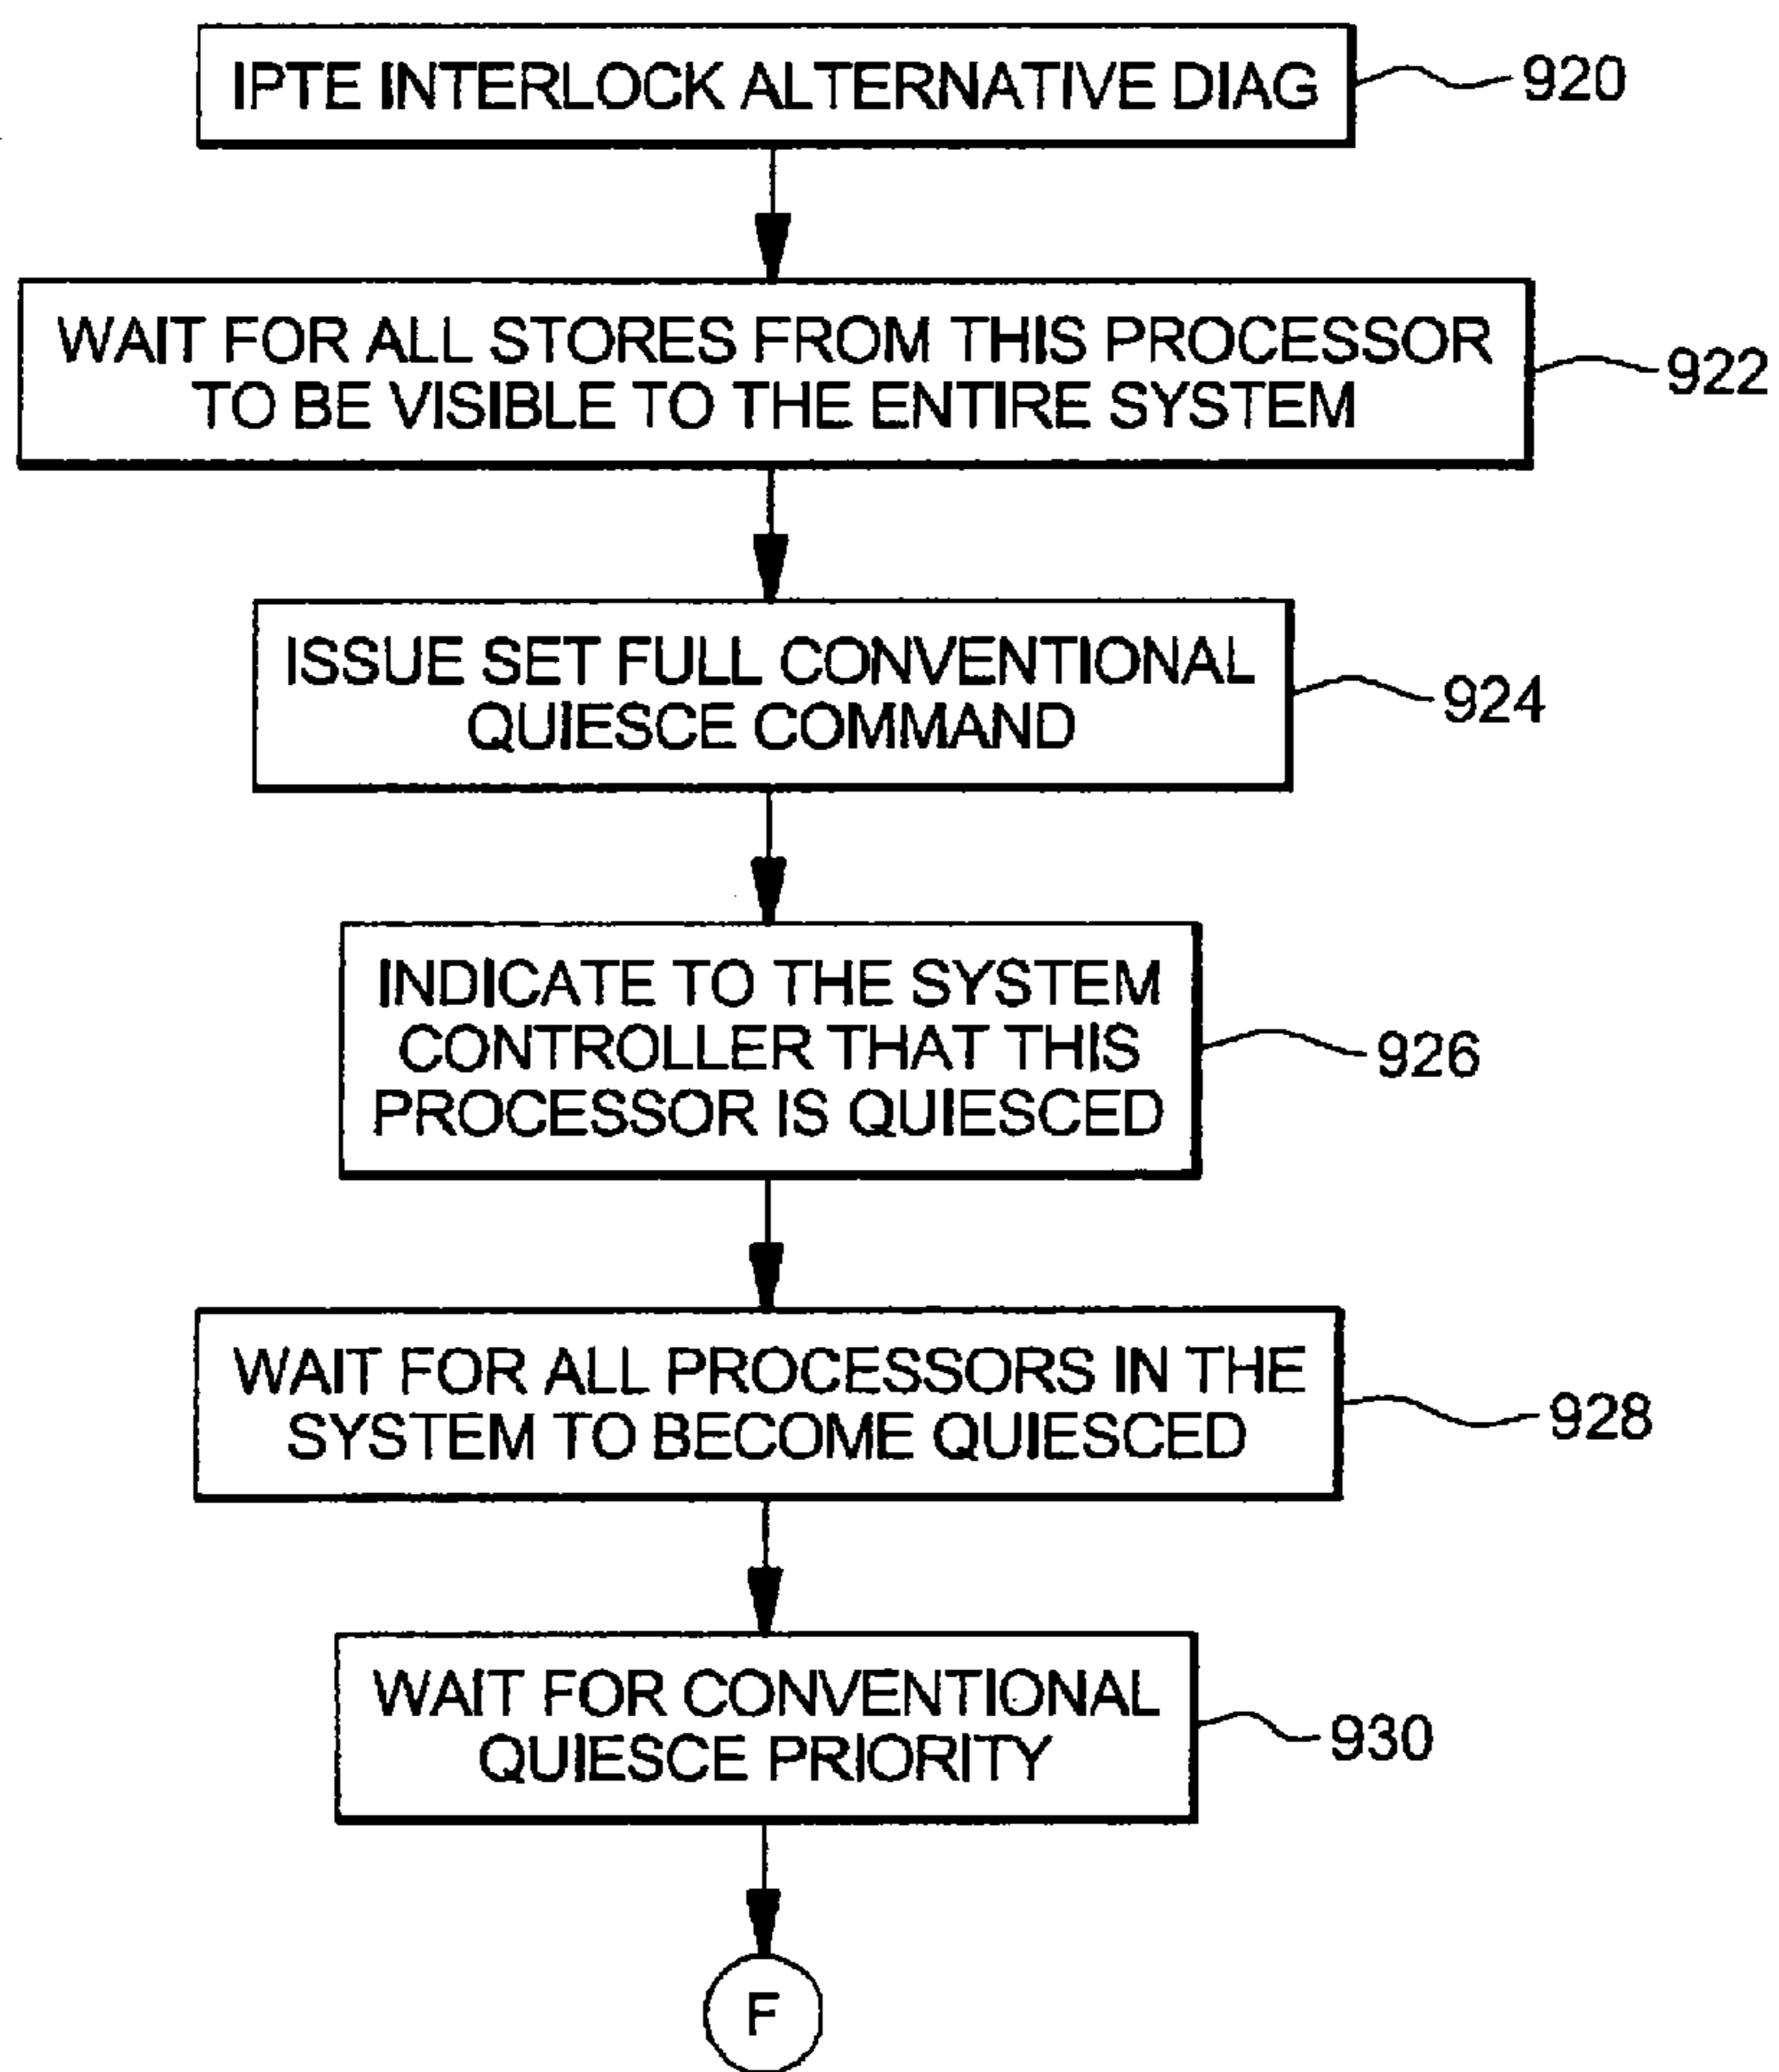 IPTE INTERLOCK ALTERNATIVE DIAG
920
WAIT FOR ALL STORES FROM THIS PROCESSOR
TO BE VISIBLE TO THE ENTIRE SYSTEM
922
ISSUE SET FULL CONVENTIONAL
QUIESCE COMMAND
924
INDICATE TO THE SYSTEM
CONTROLLER THAT THIS
PROCESSOR IS QUIESCED
926
WAIT FOR ALL PROCESSORS IN THE
SYSTEM TO BECOME QUIESCED
928
WAIT FOR CONVENTIONAL
QUIESCE PRIORITY
930
F